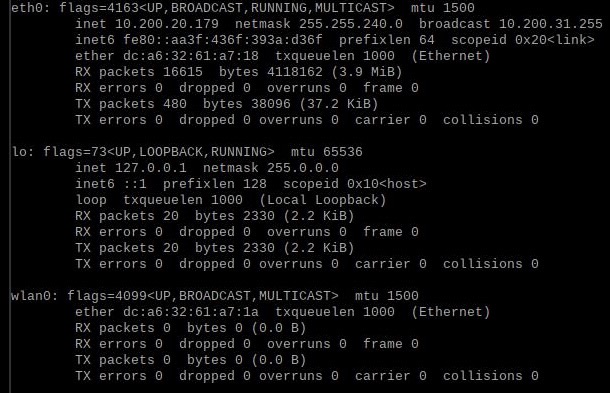 eth0: flags=4163<UP,BROADCAST,RUNNING,MULTICAST>  mtu 1500
        inet 10.200.20.179  netmask 255.255.240.0  broadcast 10.200.31.255
        inet6 fe80::aa3f:436f:393a:d36f  prefixlen 64  scopeid 0x20<link>
        ether dc:a6:32:61:a7:18  txqueuelen 1000  (Ethernet)
        RX packets 16615  bytes 4118162 (3.9 MiB)
        RX errors 0  dropped 0  overruns 0  frame 0
        TX packets 480  bytes 38096 (37.2 KiB)
        TX errors 0  dropped 0 overruns 0  carrier 0  collisions 0

lo: flags=73<UP,LOOPBACK,RUNNING>  mtu 65536
        inet 127.0.0.1  netmask 255.0.0.0
        inet6 ::1  prefixlen 128  scopeid 0x10<host>
        loop  txqueuelen 1000  (Local Loopback)
        RX packets 20  bytes 2330 (2.2 KiB)
        RX errors 0  dropped 0  overruns 0  frame 0
        TX packets 20  bytes 2330 (2.2 KiB)
        TX errors 0  dropped 0 overruns 0  carrier 0  collisions 0

wlan0: flags=4099<UP,BROADCAST,MULTICAST>  mtu 1500
        ether dc:a6:32:61:a7:1a  txqueuelen 1000  (Ethernet)
        RX packets 0  bytes 0 (0.0 B)
        RX errors 0  dropped 0  overruns 0  frame 0
        TX packets 0  bytes 0 (0.0 B)
        TX errors 0  dropped 0 overruns 0  carrier 0  collisions 0